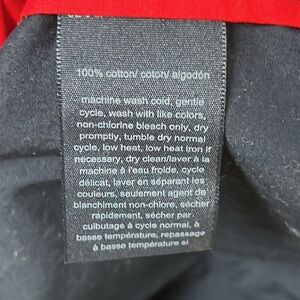 100% cotton/ coton/ algodón
machine wash cold, gentle
cycle, wash with like colors,
non-chlorine bleach only, dry
promptly, tumble dry normal
cycle, low heat, low heat iron if
necessary, dry clean/laver à la
machine à l'eau froide, cycle
délicat, laver en séparant les
couleurs, seulement agent de
blanchiment non-chlore, sécher
rapidement, sécher par
culbutage à cycle normal, à
basse température, repassage
à basse température si